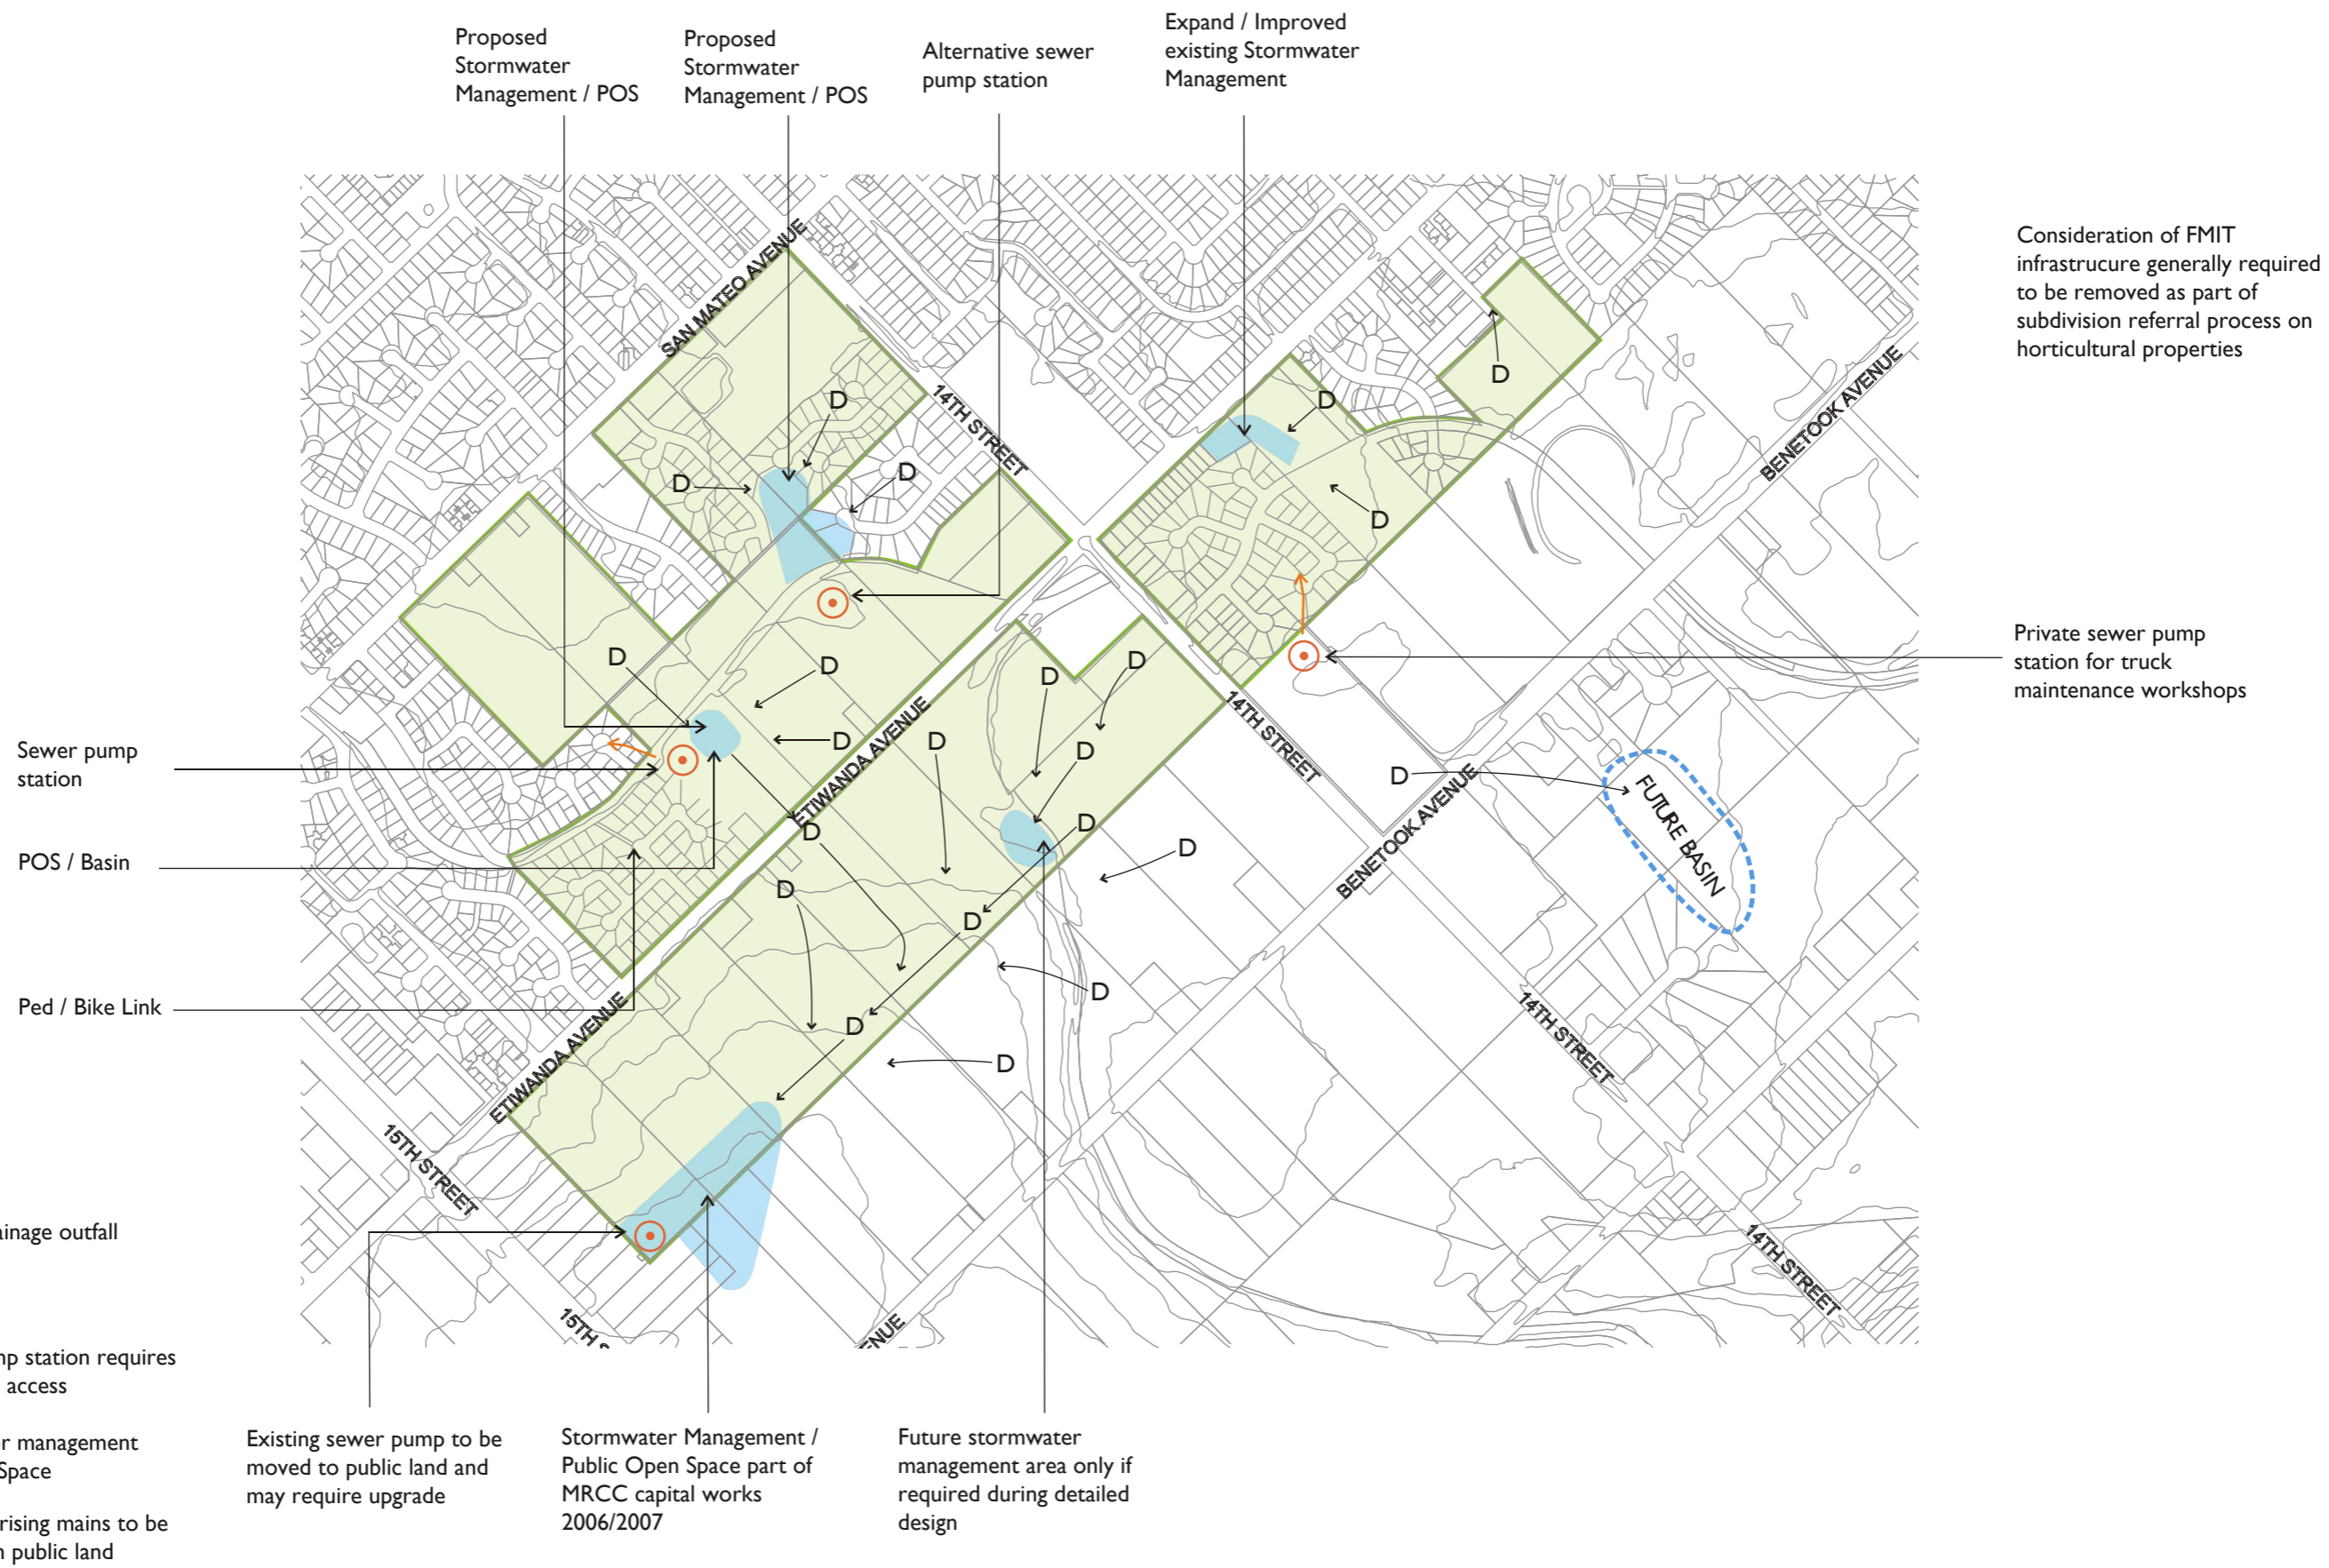 Proposed
Stormwater
Management / POS
Proposed
Stormwater
Management / POS
Alternative sewer
pump station
Expand / Improved
existing Stormwater
Management
Consideration of FMIT
infrastrucure generally required
to be removed as part of
subdivision referral process on
horticultural properties
SAN MATEO AVENUE
14TH STREET
BENETOOK AVENUE
D
D
D
D
D
D
Private sewer pump
station for truck
maintenance workshops
D
D
D
D
D
Sewer pump
station
ETIWANDA AVENUE
14TH STREET
BENETOOK AVENUE
D
D
D
FUTURE BASIN
D
D
D
D
D
POS / Basin
D
D
Ped / Bike Link
ETIWANDA AVENUE
D
D
14TH STREET
15TH STREET
14TH STREET
15TH S
ENUE
ainage outfall
mp station requires
access
r management
Space
rising mains to be
n public land
Existing sewer pump to be
moved to public land and
may require upgrade
Stormwater Management /
Public Open Space part of
MRCC capital works
2006/2007
Future stormwater
management area only if
required during detailed
design